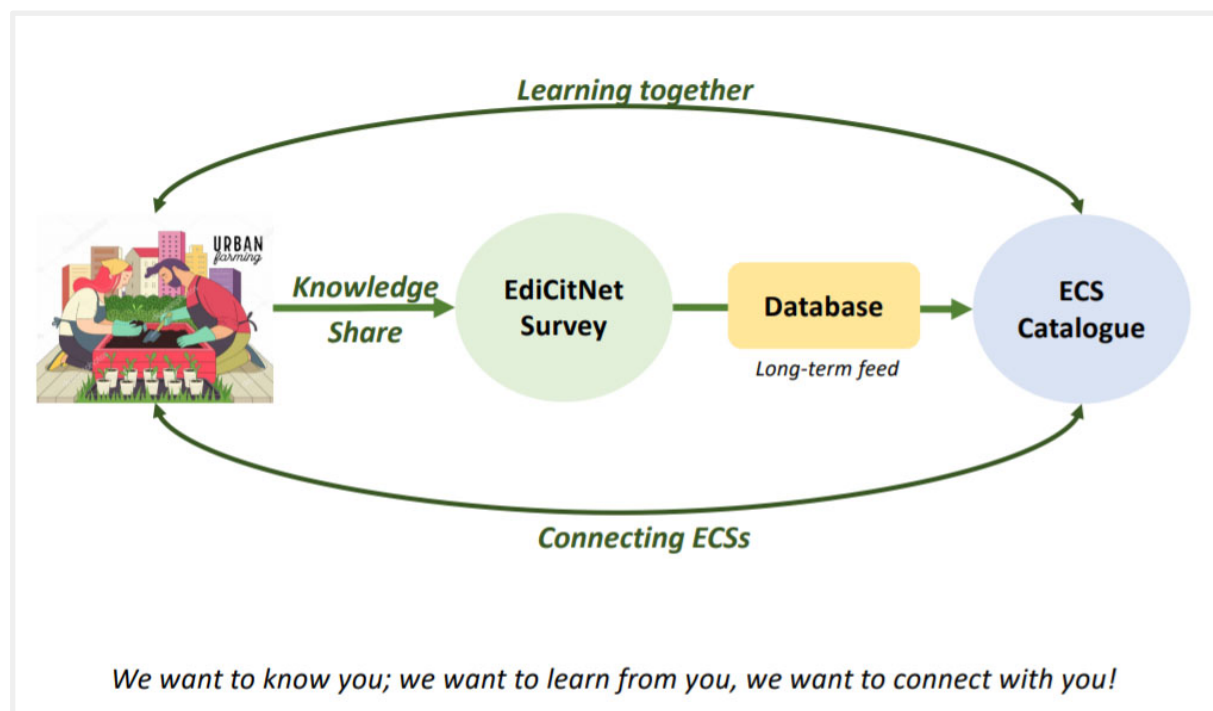 Learning together
URBAN
farming
Knowledge
Share
EdiCitNet
Survey
Database
Long-term feed
ECS
Catalogue
Connecting ECSs
We want to know you; we want to learn from you, we want to connect with you!